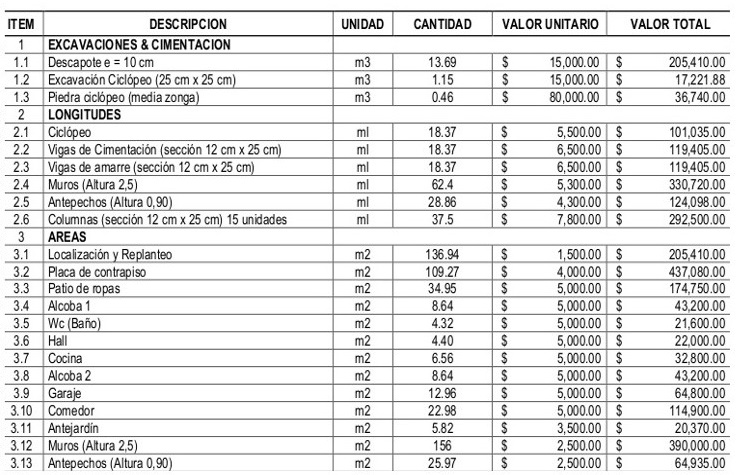 ITEM DESCRIPCION UNIDAD CANTIDAD VALOR UNITARIO VALOR TOTAL
1 EXCAVACIONES & CIMENTACION
1.1 Descapote e = 10 cm m3 13.69 $ 15,000.00 $ 205,410.00
1.2 Excavación Ciclópeo (25 cm x 25 cm) m3 1.15 $ 15,000.00 $ 17,221.88
1.3 Piedra ciclópeo (media zonga) m3 0.46 $ 80,000.00 $ 36,740.00
2 LONGITUDES
2.1 Ciclópeo ml 18.37 $ 5,500.00 $ 101,035.00
2.2 Vigas de Cimentación (sección 12 cm x 25 cm) ml 18.37 $ 6,500.00 $ 119,405.00
2.3 Vigas de amarre (sección 12 cm x 25 cm) ml 18.37 $ 6,500.00 $ 119,405.00
2.4 Muros (Altura 2,5) ml 62.4 $ 5,300.00 $ 330,720.00
2.5 Antepechos (Altura 0,90) ml 28.86 $ 4,300.00 $ 124,098.00
2.6 Columnas (sección 12 cm x 25 cm) 15 unidades ml 37.5 $ 7,800.00 $ 292,500.00
3 AREAS
3.1 Localización y Replanteo m2 136.94 $ 1,500.00 $ 205,410.00
3.2 Placa de contrapiso m2 109.27 $ 4,000.00 $ 437,080.00
3.3 Patio de ropas m2 34.95 $ 5,000.00 $ 174,750.00
3.4 Alcoba 1 m2 8.64 $ 5,000.00 $ 43,200.00
3.5 Wc (Baño) m2 4.32 $ 5,000.00 $ 21,600.00
3.6 Hall m2 4.40 $ 5,000.00 $ 22,000.00
3.7 Cocina m2 6.56 $ 5,000.00 $ 32,800.00
3.8 Alcoba 2 m2 8.64 $ 5,000.00 $ 43,200.00
3.9 Garaje m2 12.96 $ 5,000.00 $ 64,800.00
3.10 Comedor m2 22.98 $ 5,000.00 $ 114,900.00
3.11 Antejardín m2 5.82 $ 3,500.00 $ 20,370.00
3.12 Muros (Altura 2,5) m2 156 $ 2,500.00 $ 390,000.00
3.13 Antepechos (Altura 0,90) m2 25.97 $ 2,500.00 $ 64,935.00